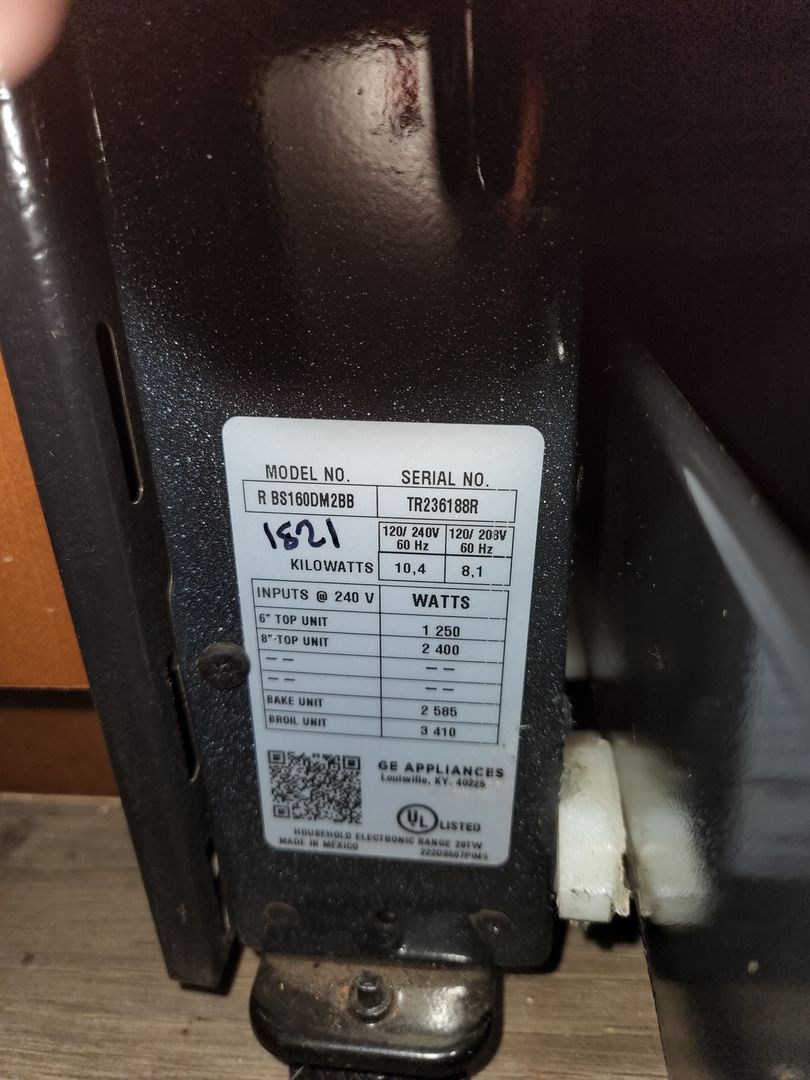 MODEL NO. SERIAL NO.
R BS160DM2BB TR236188R
1821 120/ 240V 60 Hz 120/ 208V 60 Hz
KILOWATTS 10,4 8,1
INPUTS @ 240 V WATTS
6" TOP UNIT 1 250
8"-TOP UNIT 2 400
-- --
-- --
BAKE UNIT 2 585
BROIL UNIT 3 410
GE APPLIANCES
Louisville, KY. 40225
UL LISTED
HOUSEHOLD ELECTRONIC RANGE 28TW
MADE IN MEXICO